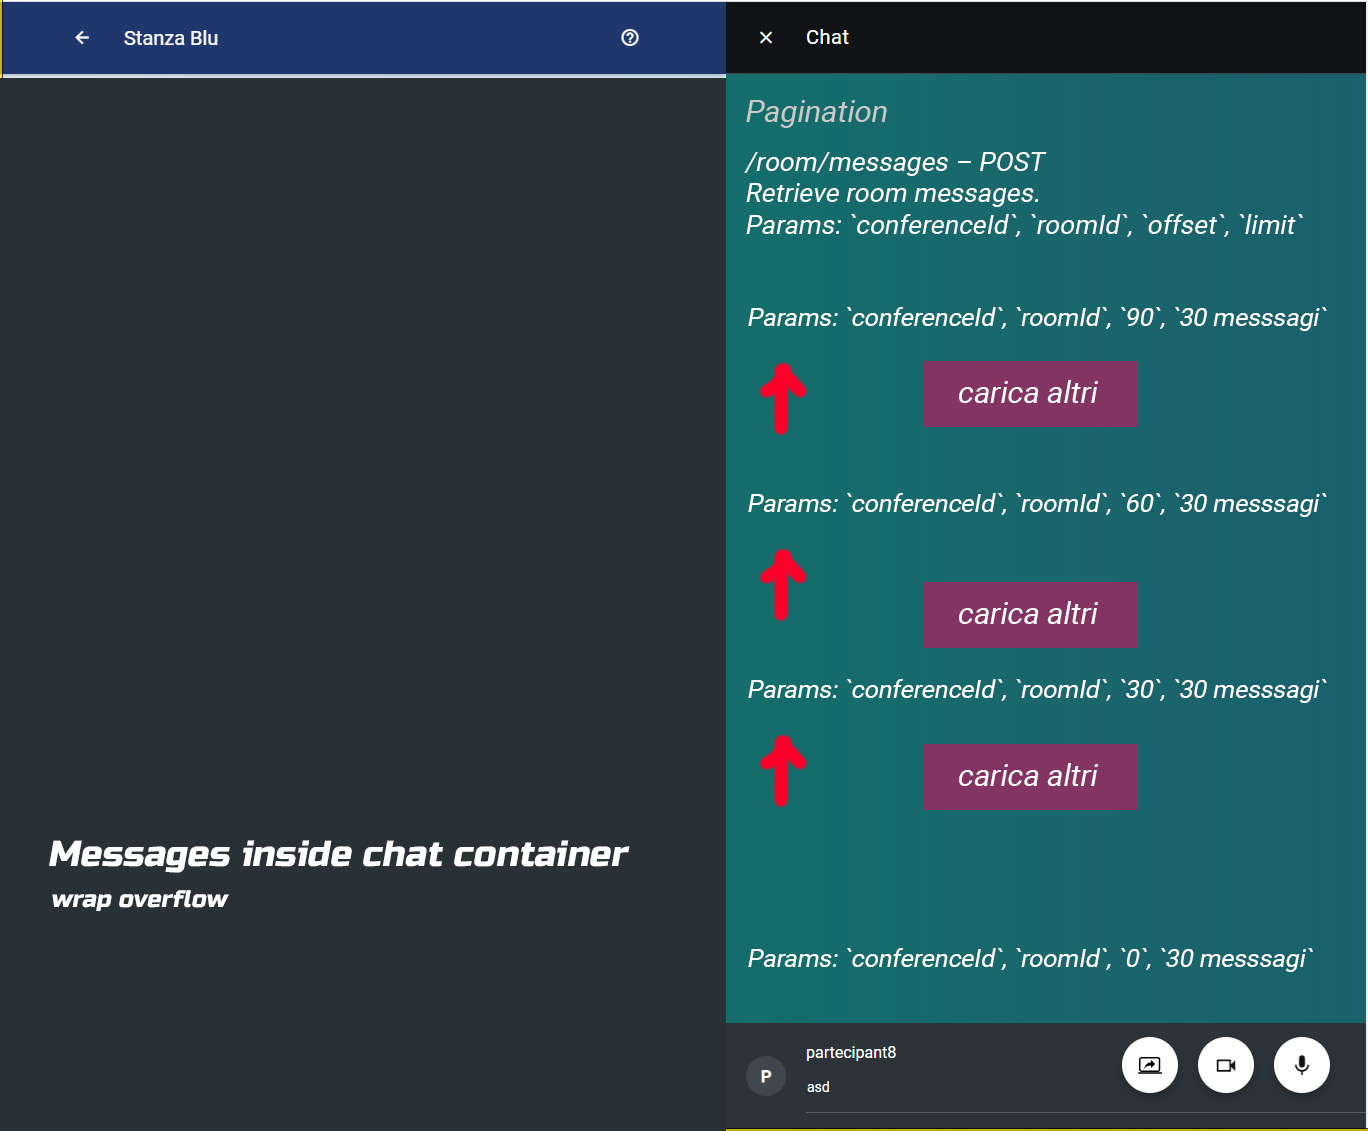 Stanza Blu
Messages inside chat container
wrap overflow
Chat
Pagination
/room/messages – POST
Retrieve room messages.
Params: `conferenceId`, `roomId`, `offset`, `limit`
Params: `conferenceId`, `roomId`, `90`, `30 messsagi`
carica altri
Params: `conferenceId`, `roomId`, `60`, `30 messsagi`
carica altri
Params: `conferenceId`, `roomId`, `30`, `30 messsagi`
carica altri
Params: `conferenceId`, `roomId`, `0`, `30 messsagi`
P
partecipant8
asd